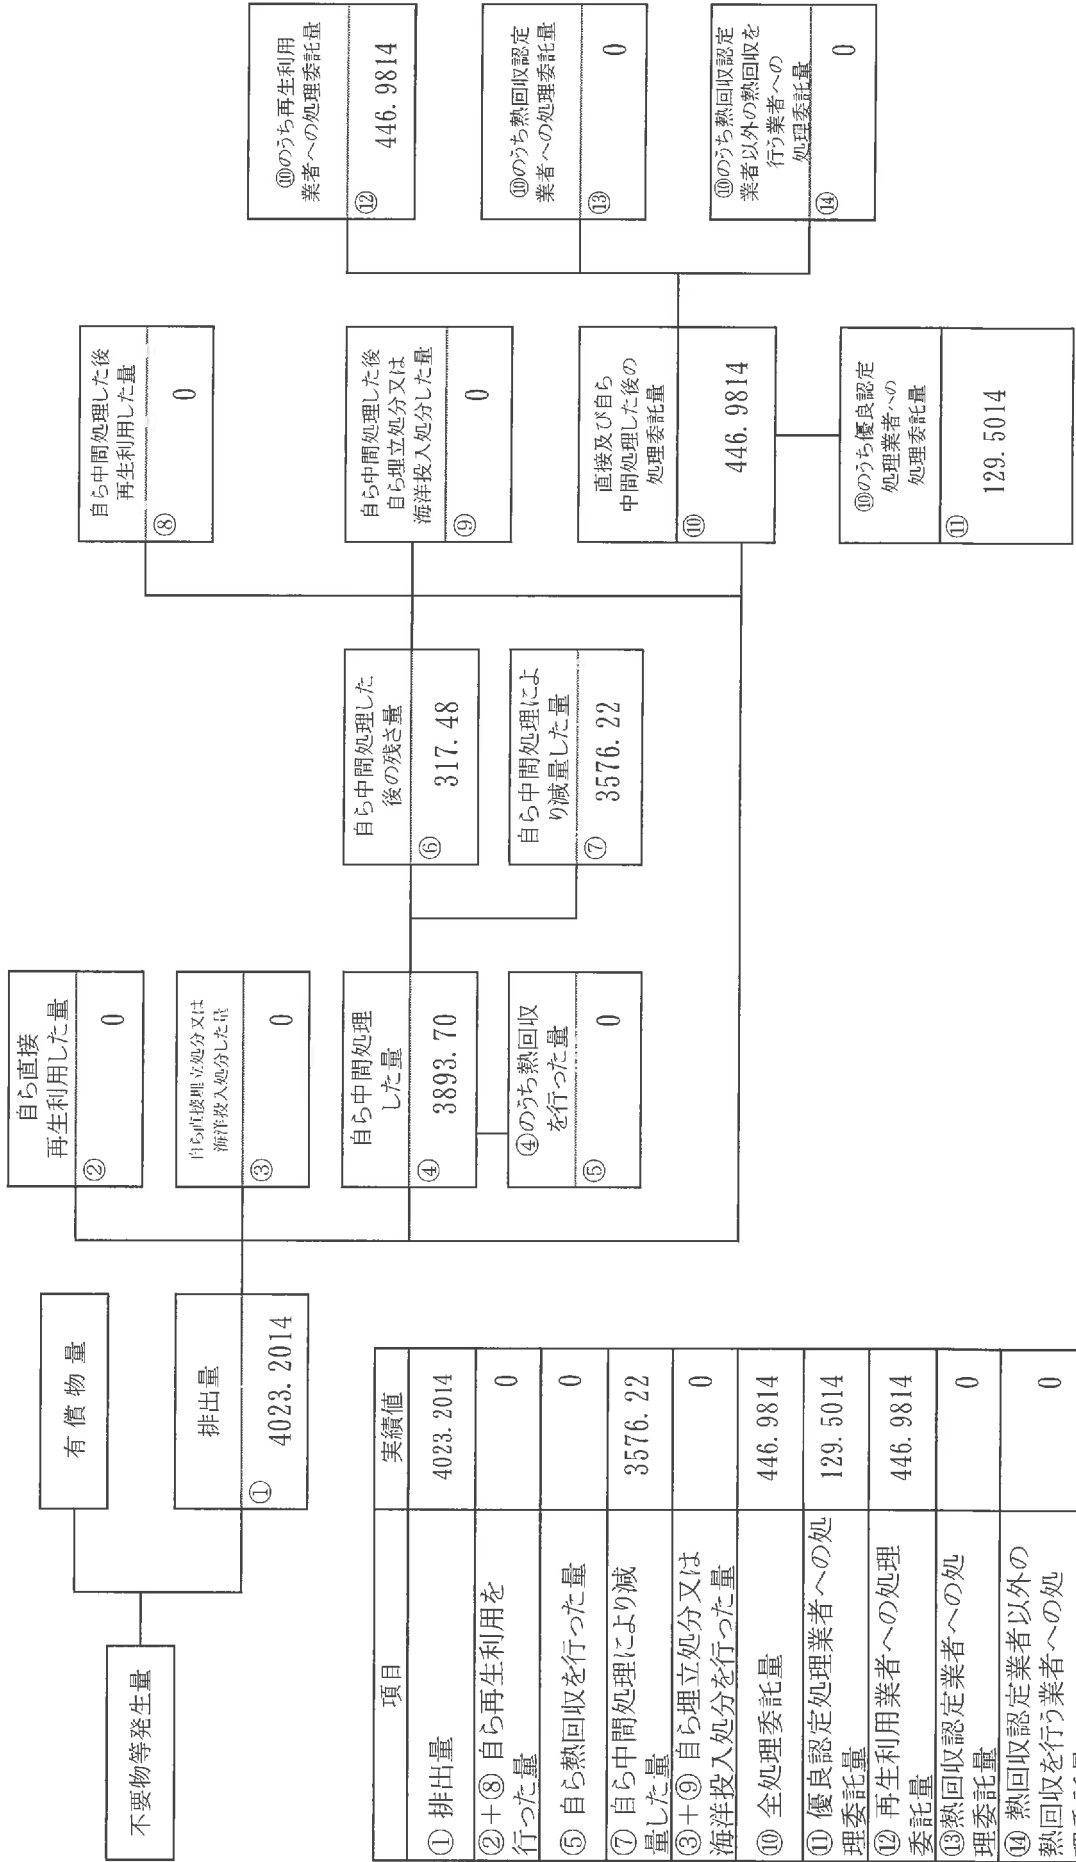 不要物等発生量
有償物量
排出量
① 4023.2014
自ら直接
再生利用した量
② 0
自ら直接埋立処分又は
海洋投入処分した量
③ 0
自ら中間処理
した量
④ 3893.70
④のうち熱回収
を行った量
⑤ 0
自ら中間処理した
後の残さ量
⑥ 317.48
自ら中間処理によ
り減量した量
⑦ 3576.22
自ら中間処理した後
再生利用した量
⑧ 0
自ら中間処理した後
自ら埋立処分又は
海洋投入処分した量
⑨ 0
直接及び自ら
中間処理した後の
処理委託量
⑩ 446.9814
⑩のうち優良認定
処理業者への
処理委託量
⑪ 129.5014
⑩のうち再生利用
業者への処理委託量
⑫ 446.9814
⑩のうち熱回収認定
業者への処理委託量
⑬ 0
⑩のうち熱回収認定
業者以外の熱回収を
行う業者への
処理委託量
⑭ 0
項目 実績値
① 排出量 4023.2014
②+⑧ 自ら再生利用を
行った量 0
⑤ 自ら熱回収を行った量 0
⑦ 自ら中間処理により減
量した量 3576.22
③+⑨ 自ら埋立処分又は
海洋投入処分を行った量 0
⑩ 全処理委託量 446.9814
⑪ 優良認定処理業者への処
理委託量 129.5014
⑫ 再生利用業者への処理
委託量 446.9814
⑬熱回収認定業者への処
理委託量 0
⑭ 熱回収認定業者以外の
熱回収を行う業者への処 0